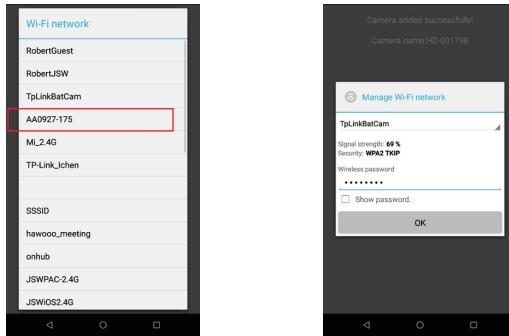 Wi-Fi network
RobertGuest
RobertJSW
TpLinkBatCam
AA0927-175
Mi_2.4G
TP-Link_Ichen
SSSID
hawooo_meeting
onhub
JSWPAC-2.4G
JSWiOS2.4G
Camera added successfully!
Camera name:HD-001798
Manage Wi-Fi network
TpLinkBatCam
Signal strength: 69 %
Security: WPA2 TKIP
Wireless password
••••••••
Show password.
OK